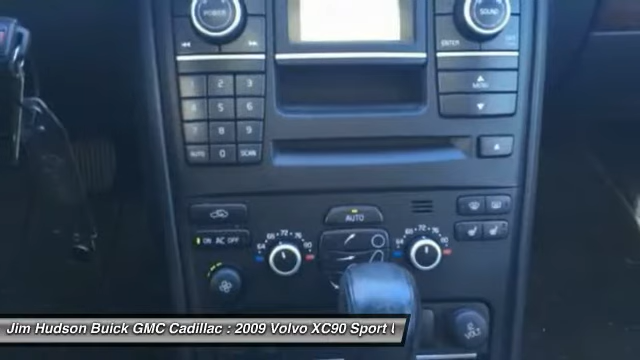 POWER
SOUND
ENTER
MENU
1 2 3
4 5 6
7 8 9
AUTO 0 SCAN
AUTO
ON AC OFF
64 68 72 76 80
64 68 72 76 80
VOL
Jim Hudson Buick GMC Cadillac : 2009 Volvo XC90 Sport U